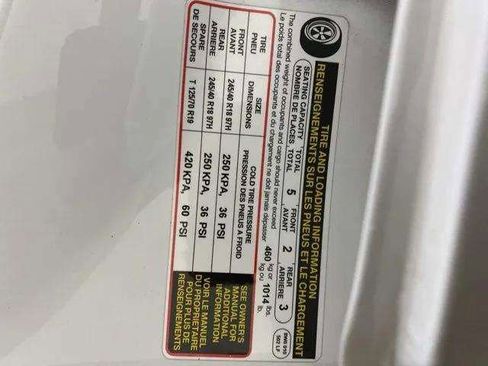 TIRE AND LOADING INFORMATION
RENSEIGNEMENTS SUR LES PNEUS ET LE CHARGEMENT
SEATING CAPACITY TOTAL 5 FRONT 2 REAR 3
NOMBRE DE PLACES TOTAL AVANT ARRIÈRE
The combined weight of occupants and cargo should never exceed 460 kg or 1014 lbs.
Le poids total des occupants et du chargement ne doit jamais dépasser kg ou lb.
TIRE SIZE COLD TIRE PRESSURE
PNEU DIMENSIONS PRESSION DES PNEUS A FROID
FRONT 245/40 R18 97H 250 KPA, 36 PSI
AVANT
REAR 245/40 R18 97H 250 KPA, 36 PSI
ARRIERE
SPARE T 125/70 R19 420 KPA, 60 PSI
DE SECOURS
SEE OWNER'S
MANUAL FOR
ADDITIONAL
INFORMATION
VOIR LE MANUEL
DU PROPRIETAIRE
POUR PLUS DE
RENSEIGNEMENTS